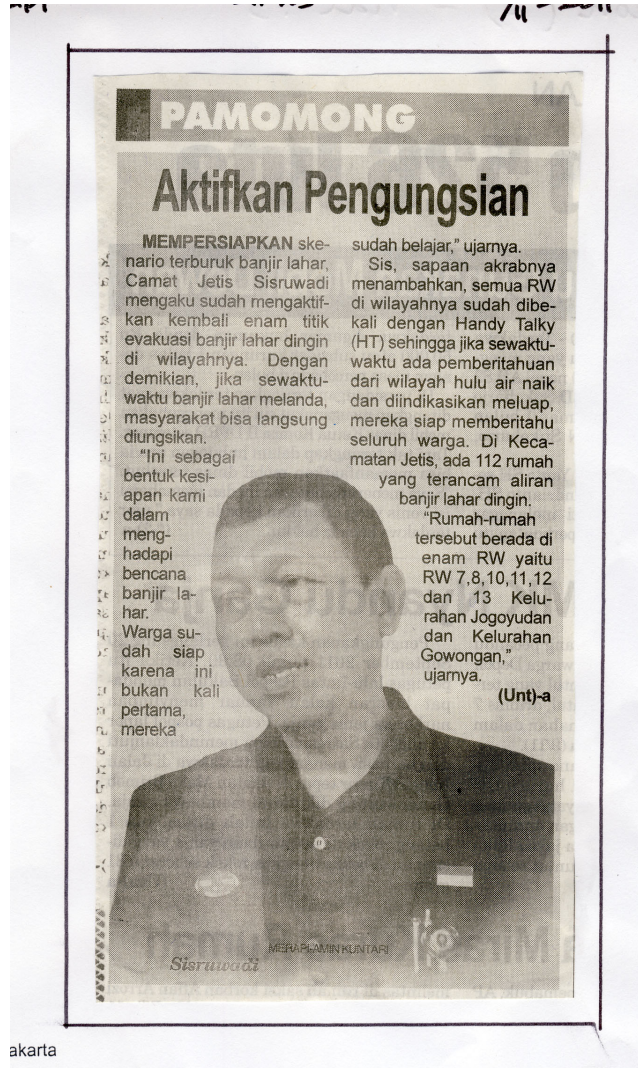 PAMOMONG
Aktifkan Pengungsian
MEMPERSIAPKAN ske-
nario terburuk banjir lahar,
Camat Jetis Sisruwadi
mengaku sudah mengaktif-
kan kembali enam titik
evakuasi banjir lahar dingin
di wilayahnya. Dengan
demikian, jika sewaktu-
waktu banjir lahar melanda,
masyarakat bisa langsung
diungsikan.
"Ini sebagai
bentuk kesi-
apan kami
dalam
meng-
hadapi
bencana
banjir la-
har.
Warga su-
dah siap
karena ini
bukan kali
pertama,
mereka
sudah belajar," ujarnya.
Sis, sapaan akrabnya
menambahkan, semua RW
di wilayahnya sudah dibe-
kali dengan Handy Talky
(HT) sehingga jika sewaktu-
waktu ada pemberitahuan
dari wilayah hulu air naik
dan diindikasikan meluap,
mereka siap memberitahu
seluruh warga. Di Keca-
matan Jetis, ada 112 rumah
yang terancam aliran
banjir lahar dingin.
"Rumah-rumah
tersebut berada di
enam RW yaitu
RW 7,8,10,11,12
dan 13 Kelu-
rahan Jogoyudan
dan Kelurahan
Gowongan,"
ujarnya.
(Unt)-a
MERAPI-AMIN KUNTARI
Sisruwadi
akarta